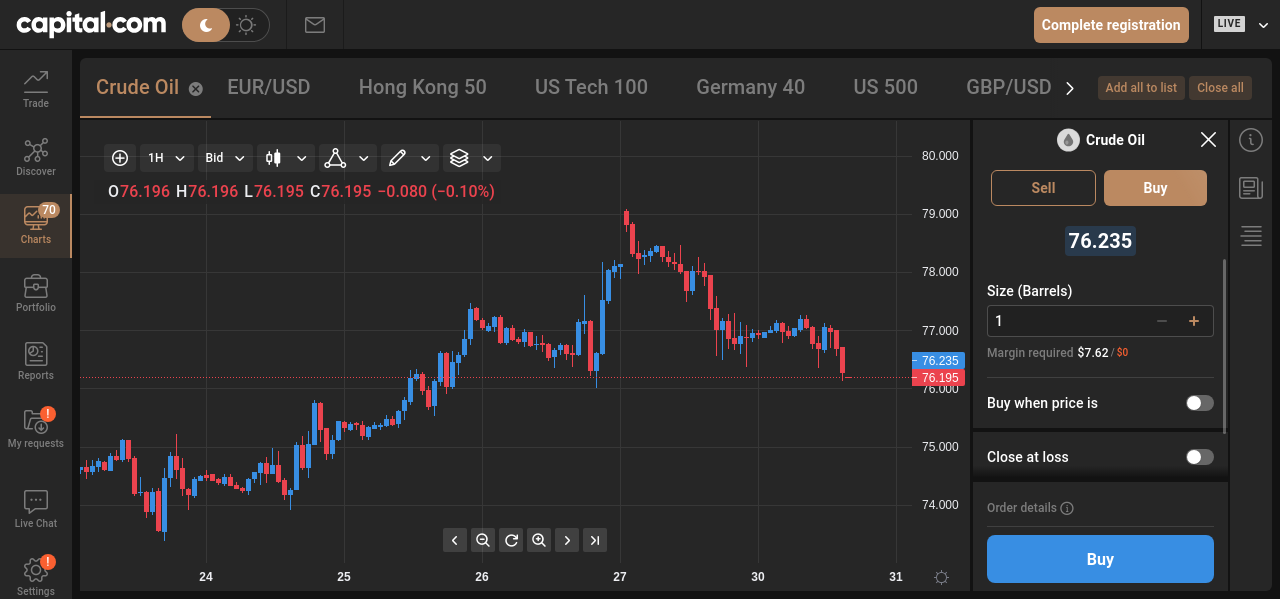 capital.com
Complete registration
LIVE
Trade
Discover
70
Charts
Portfolio
Reports
!
My requests
Live Chat
!
Settings
Crude Oil
EUR/USD
Hong Kong 50
US Tech 100
Germany 40
US 500
GBP/USD
Add all to list
Close all
1H
Bid
O76.196 H76.196 L76.195 C76.195 −0.080 (−0.10%)
80.000
79.000
78.000
77.000
76.235
76.195
76.000
75.000
74.000
24
25
26
27
30
31
Crude Oil
Sell
Buy
76.235
Size (Barrels)
1
Margin required $7.62 / $0
Buy when price is
Close at loss
Order details
Buy